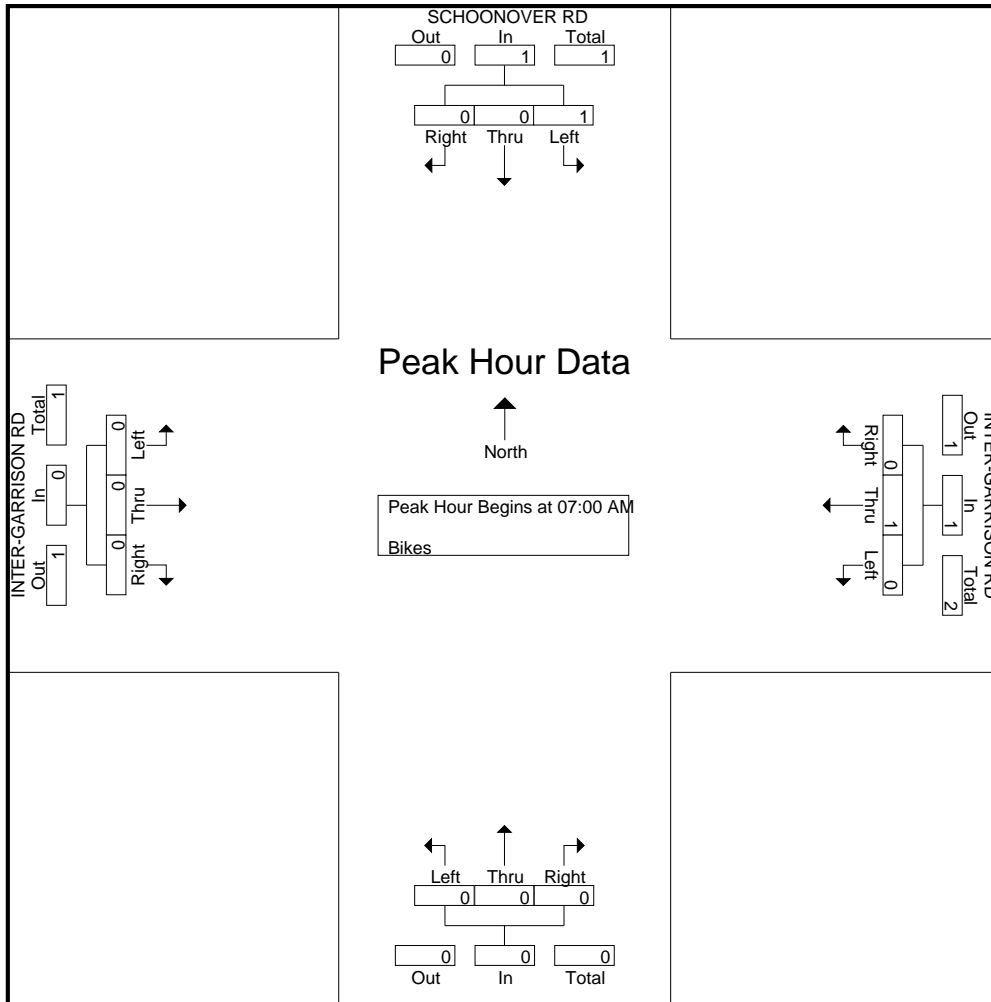 SCHOONOVER RD
Out In Total
0 1 1
0 0 1
Right Thru Left
Peak Hour Data
North
Peak Hour Begins at 07:00 AM
Bikes
INTER-GARRISON RD
Out In Total
1 0 1
Right Thru Left
0 0 0
INTER-GARRISON RD
Out In Total
1 1 2
Right Thru Left
0 1 0
Left Thru Right
0 0 0
0 0 0
Out In Total